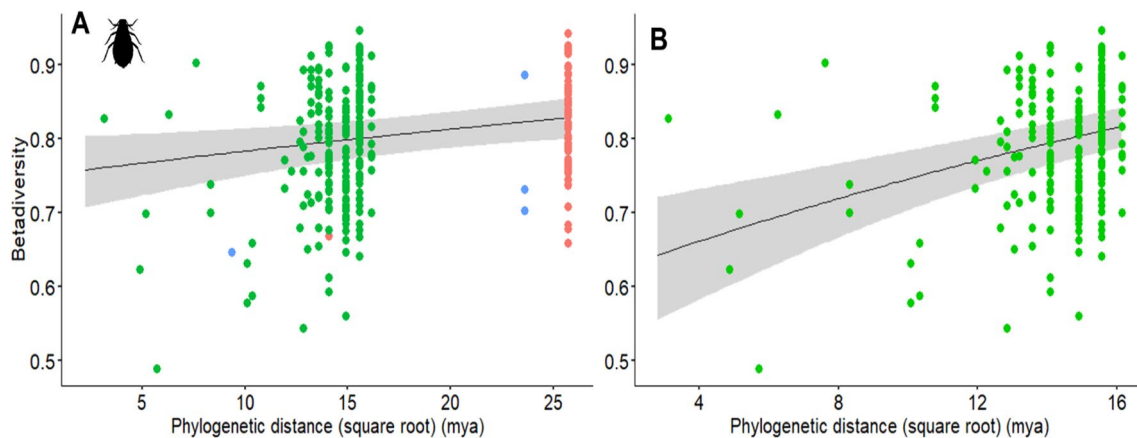 A
B
Betadiversity
0.9
0.8
0.7
0.6
0.5
5 10 15 20 25
Phylogenetic distance (square root) (mya)
0.9
0.8
0.7
0.6
0.5
4 8 12 16
Phylogenetic distance (square root) (mya)